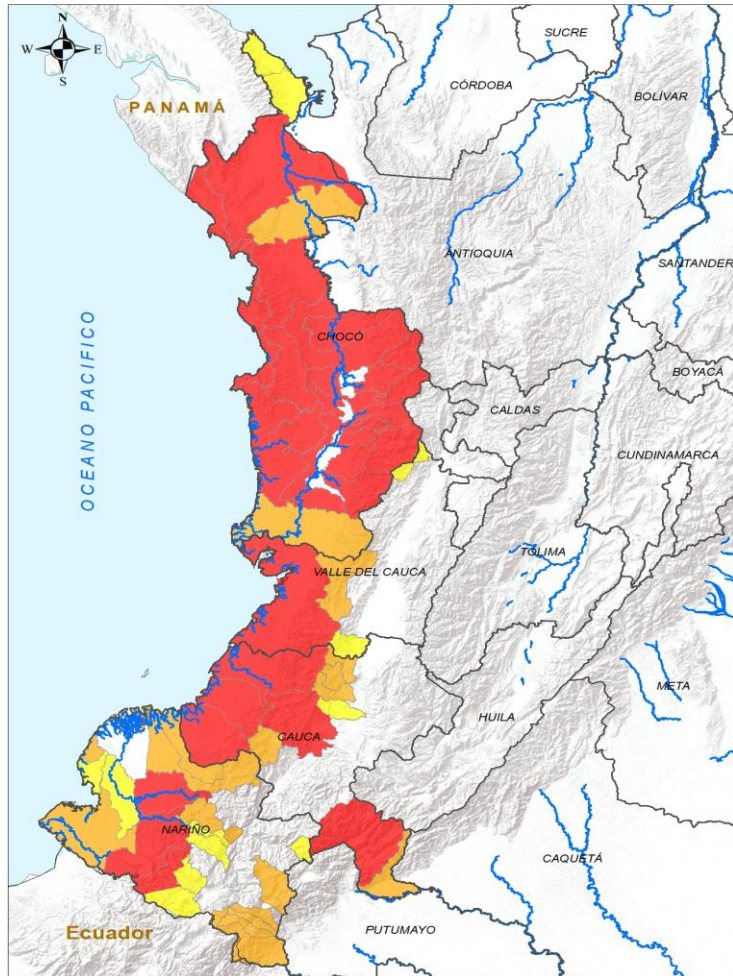 N
W E
S
SUCRE
CÓRDOBA
BOLÍVAR
PANAMÁ
ANTIOQUIA
SANTANDER
OCEANO PACIFICO
CHOCÓ
BOYACÁ
CALDAS
CUNDINAMARCA
TOLIMA
VALLE DEL CAUCA
META
HUILA
CAUCA
NARIÑO
CAQUETÁ
Ecuador
PUTUMAYO